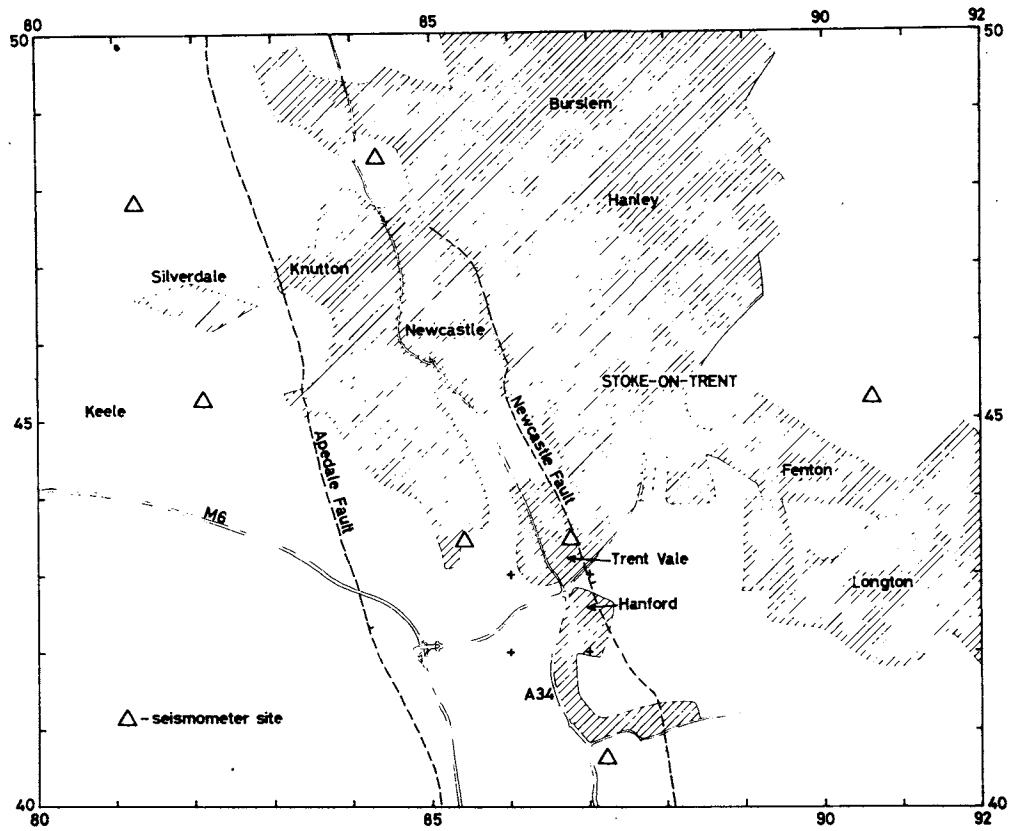 80 85 90 92
50 50
Burslem
Hanley
Silverdale
Knutton
Newcastle
STOKE-ON-TRENT
Keele
45 45
Newcastle Fault
Apedale Fault
Fenton
M6
Trent Vale
Longton
Hanford
A34
-seismometer site
40 40
80 85 90 92